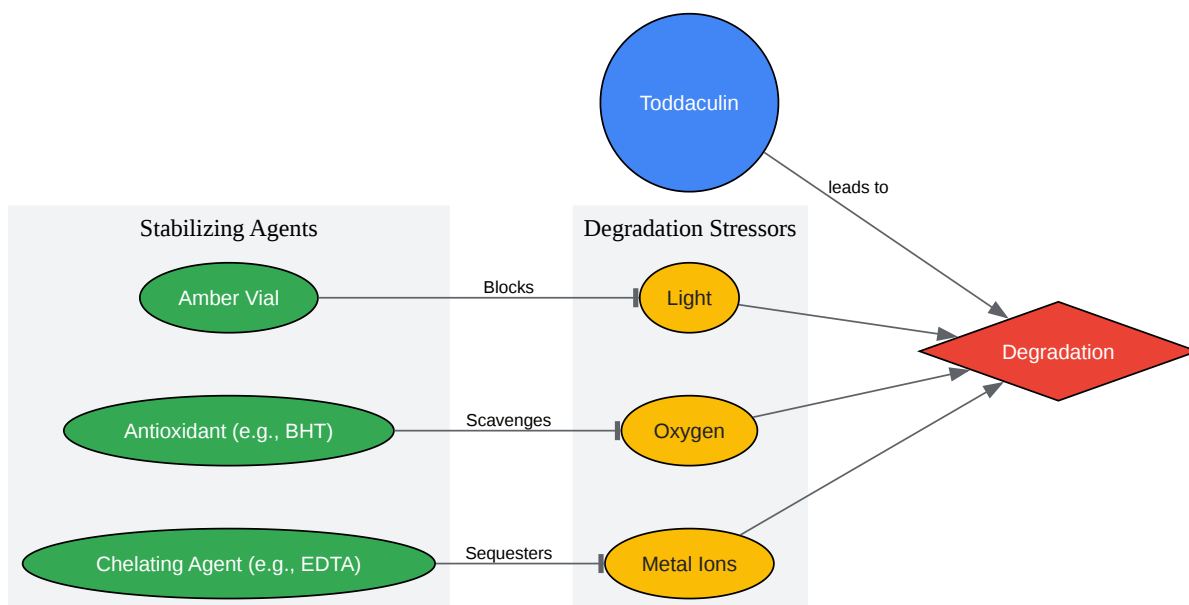 Toddaculin
leads to
Stabilizing Agents
Degradation Stressors
Amber Vial
Blocks
Light
Degradation
Antioxidant (e.g., BHT)
Scavenges
Oxygen
Chelating Agent (e.g., EDTA)
Sequesters
Metal Ions